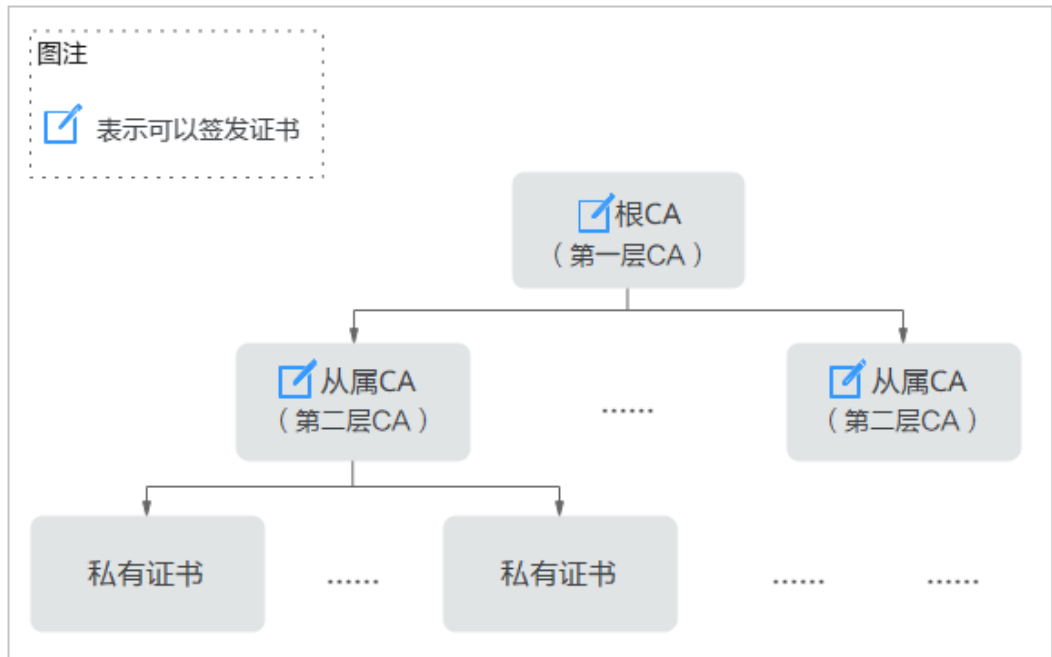 图注
表示可以签发证书
根CA
（第一层CA）
从属CA
（第二层CA）
......
从属CA
（第二层CA）
私有证书
......
私有证书
......
......